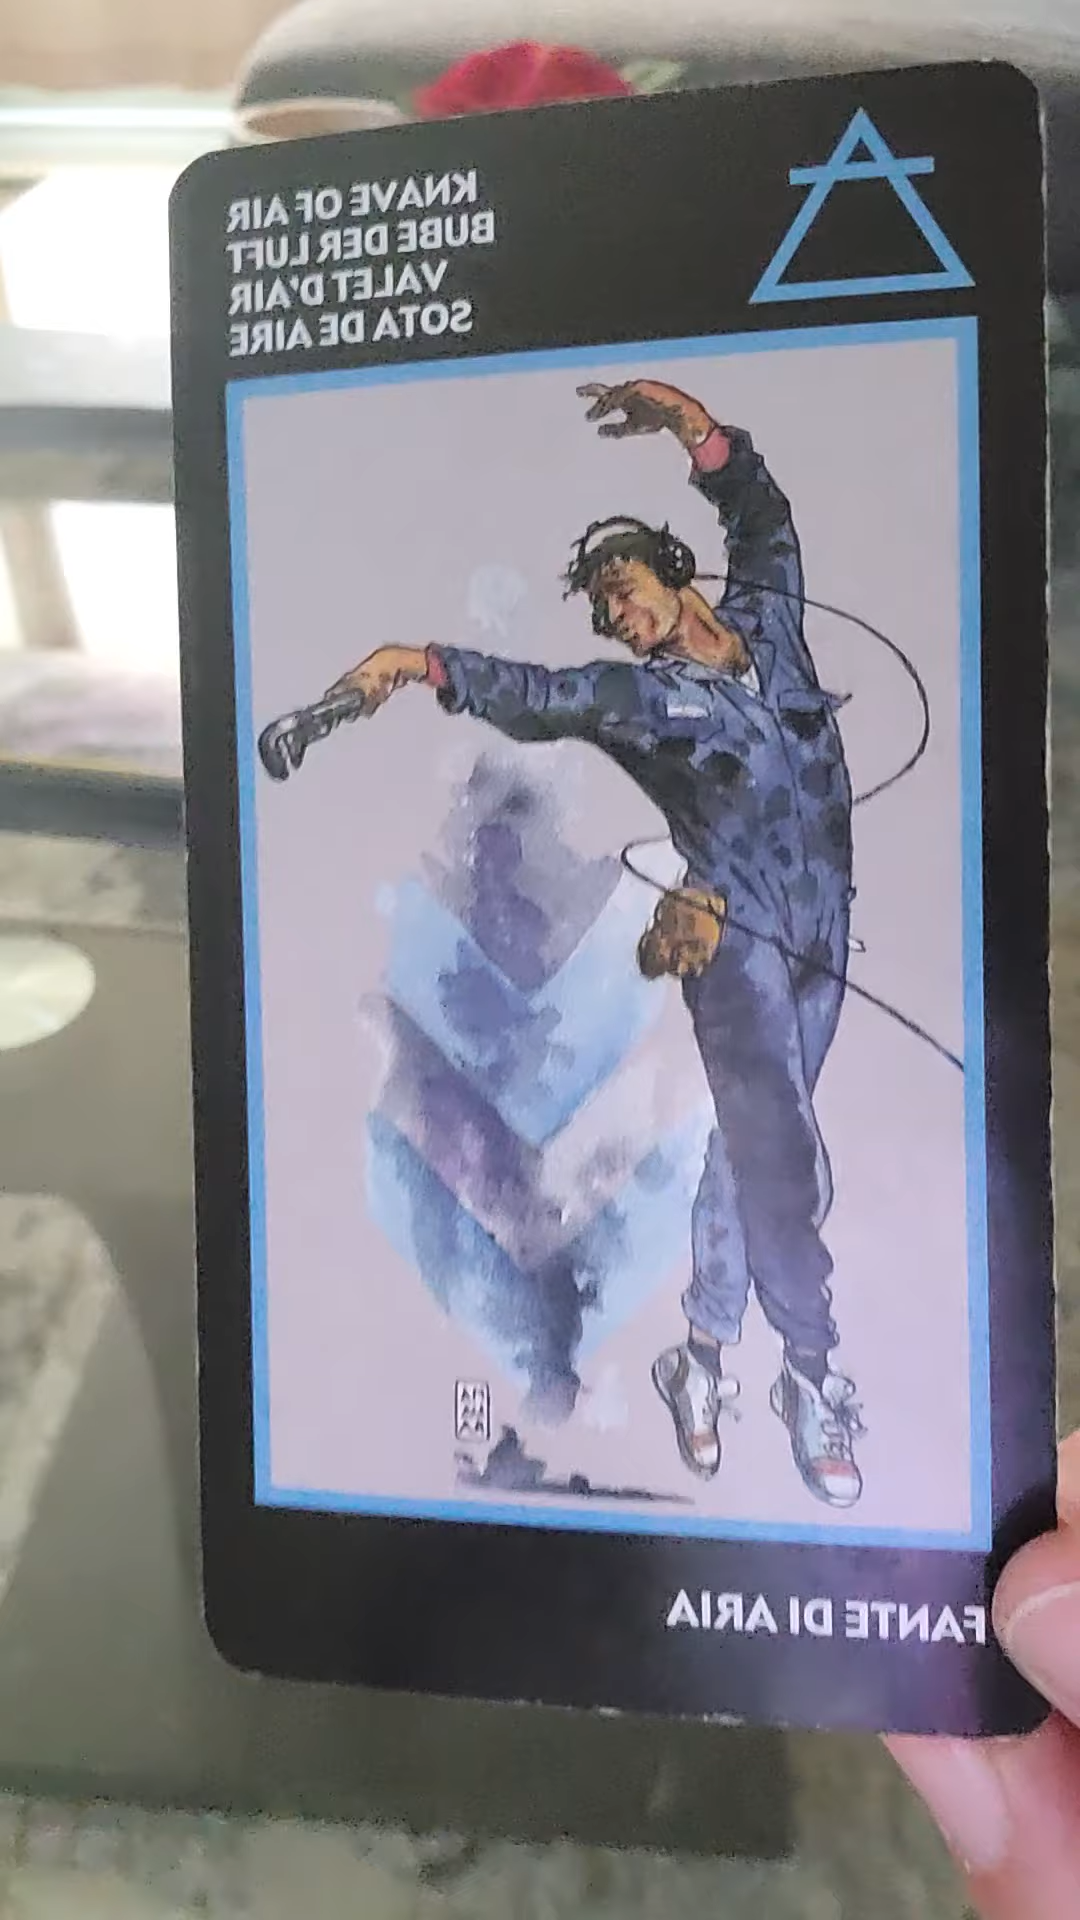 KNAVE OF AIR
BUBE DER LUFT
VALET D'AIR
SOTA DE AIRE
FANTE DI ARIA